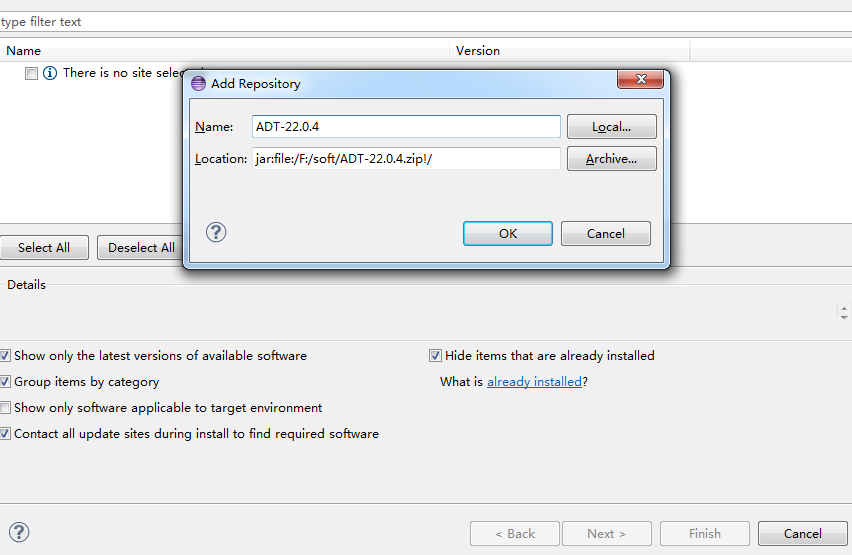 type filter text
Name Version
There is no site selec
Add Repository
Name: ADT-22.0.4 Local...
Location: jar:file:/F:/soft/ADT-22.0.4.zip!/ Archive...
OK Cancel
Select All Deselect All
Details
Show only the latest versions of available software Hide items that are already installed
Group items by category What is already installed?
Show only software applicable to target environment
Contact all update sites during install to find required software
< Back Next > Finish Cancel